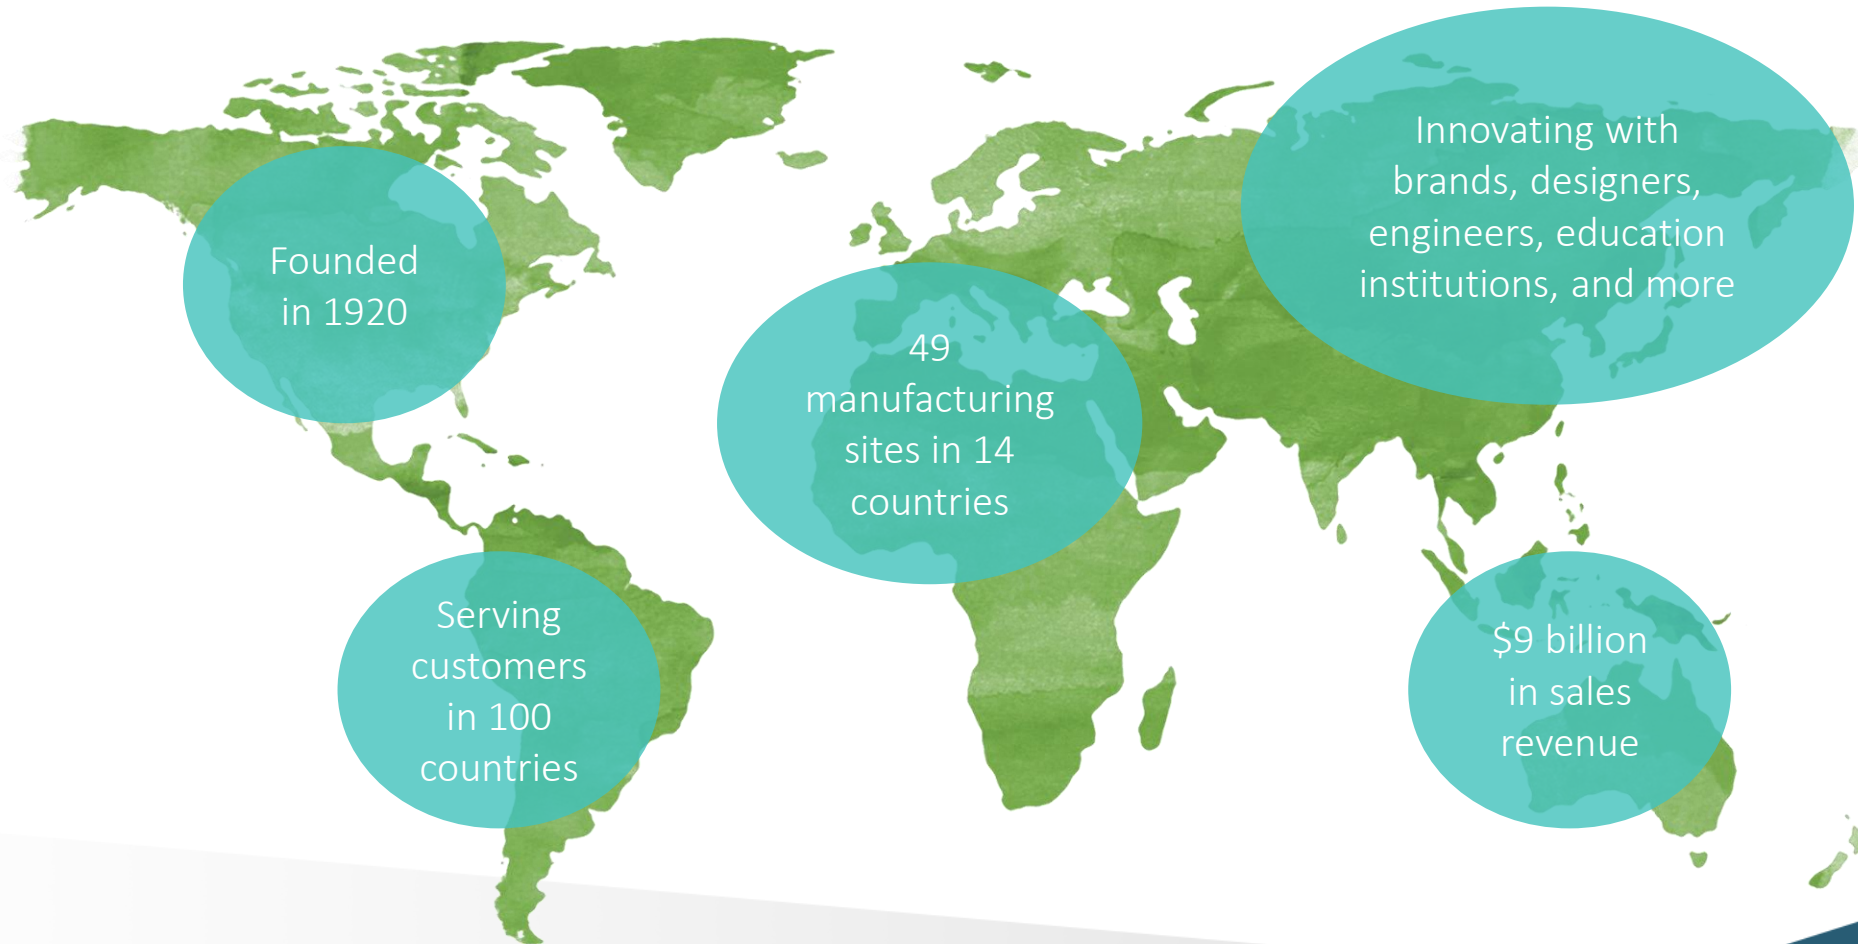 Founded
in 1920
49
manufacturing
sites in 14
countries
Innovating with
brands, designers,
engineers, education
institutions, and more
Serving
customers
in 100
countries
$9 billion
in sales
revenue